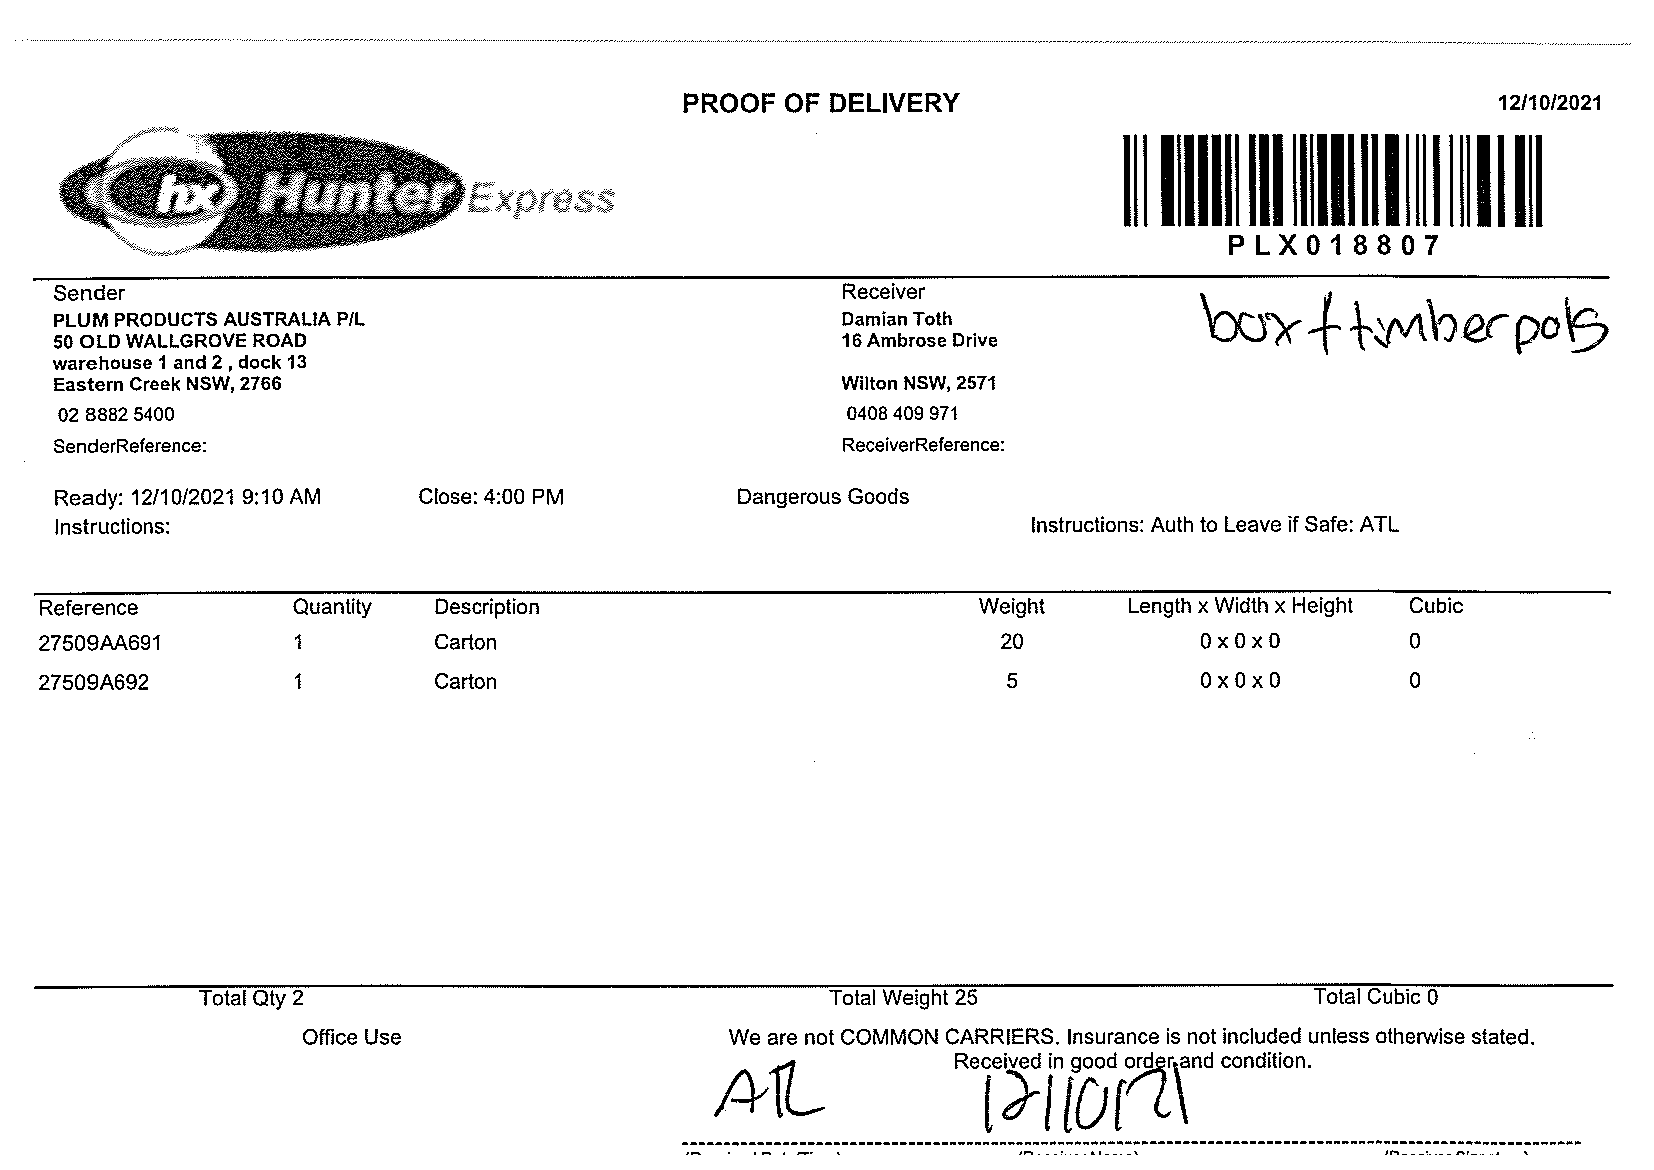 PROOF OF DELIVERY
12/10/2021
hx Hunter Express
PLX018807
Sender
PLUM PRODUCTS AUSTRALIA P/L
50 OLD WALLGROVE ROAD
warehouse 1 and 2 , dock 13
Eastern Creek NSW, 2766
02 8882 5400
SenderReference:
Receiver
Damian Toth
16 Ambrose Drive
Wilton NSW, 2571
0408 409 971
ReceiverReference:
box + timber pols
Ready: 12/10/2021 9:10 AM Close: 4:00 PM Dangerous Goods
Instructions: Instructions: Auth to Leave if Safe: ATL
Reference Quantity Description Weight Length x Width x Height Cubic
27509AA691 1 Carton 20 0 x 0 x 0 0
27509A692 1 Carton 5 0 x 0 x 0 0
Total Qty 2 Total Weight 25 Total Cubic 0
Office Use We are not COMMON CARRIERS. Insurance is not included unless otherwise stated.
Received in good order and condition.
ATL 12/10/21